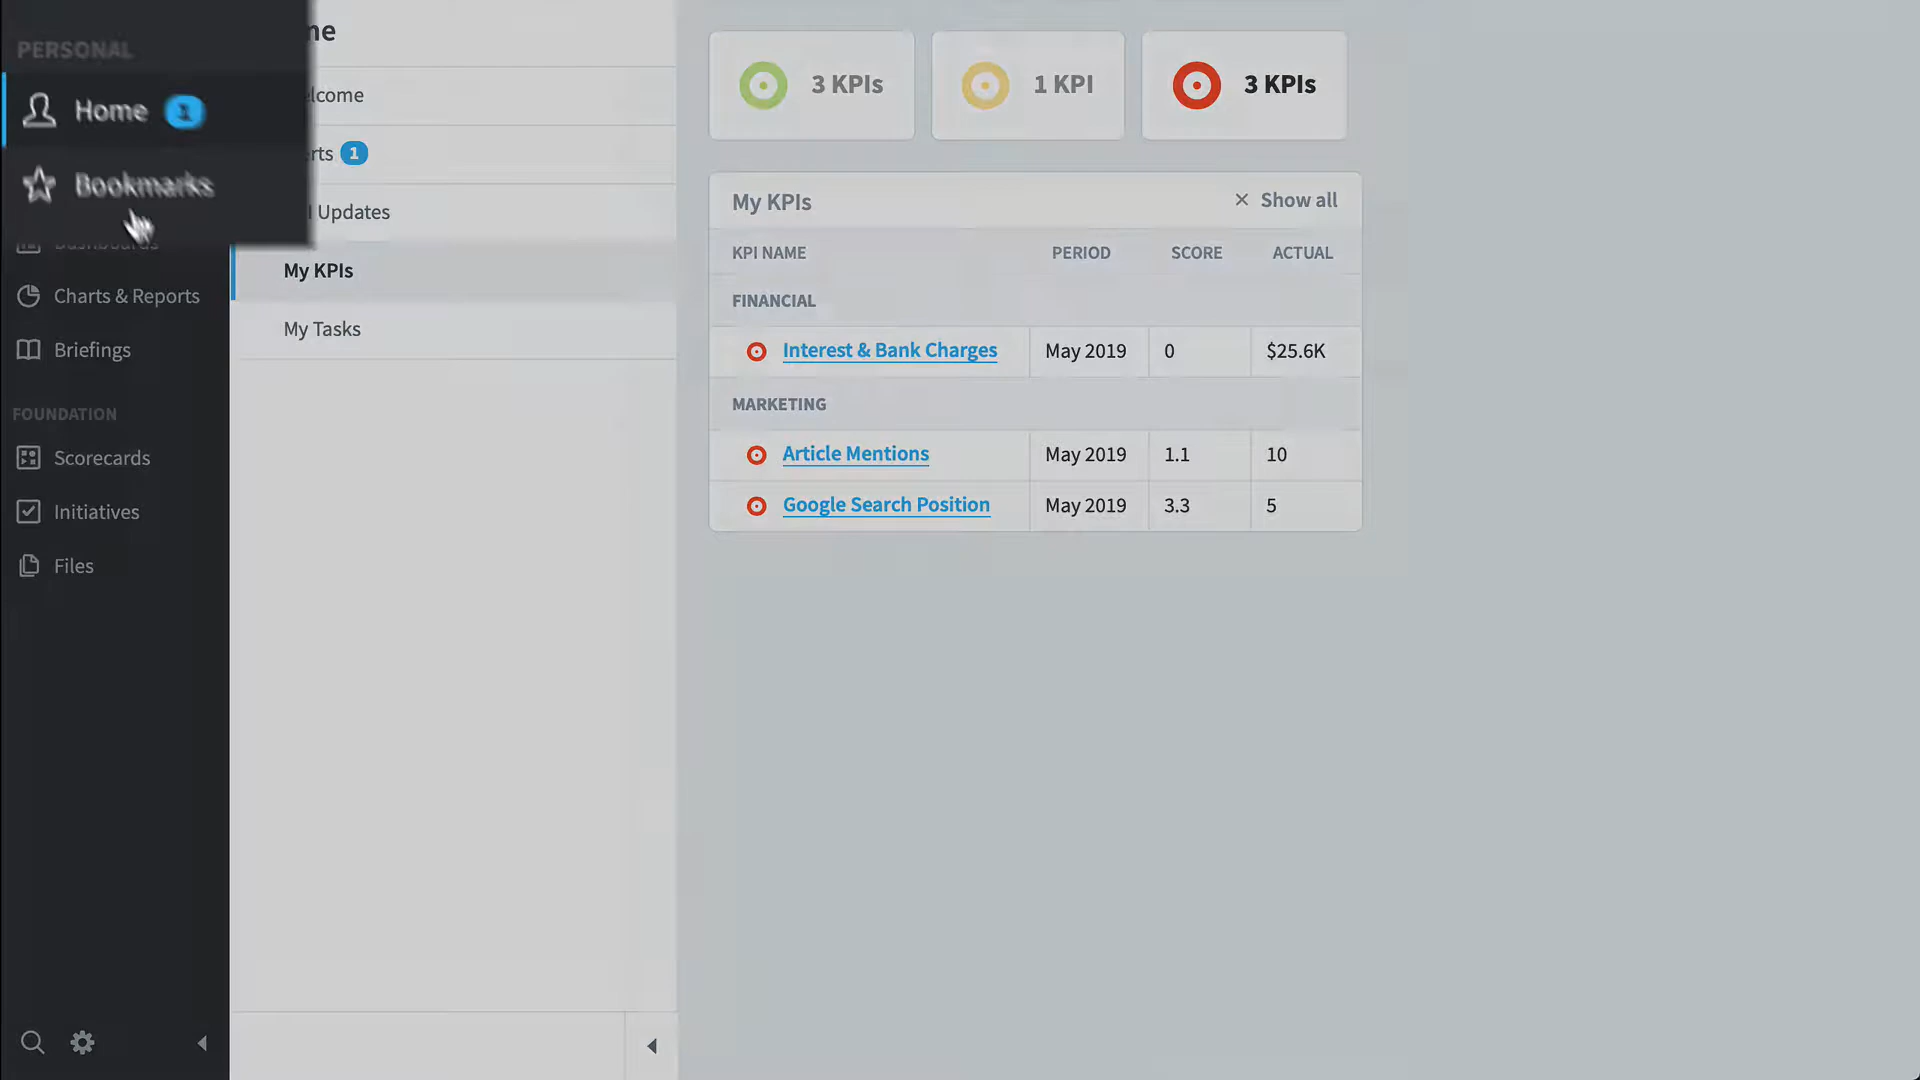 PERSONAL
Home 1
Bookmarks
Dashboards
Charts & Reports
Briefings
FOUNDATION
Scorecards
Initiatives
Files
My KPIs
My Tasks
1
Updates
3 KPIs
1 KPI
3 KPIs
My KPIs
× Show all
KPI NAME PERIOD SCORE ACTUAL
FINANCIAL
Interest & Bank Charges May 2019 0 $25.6K
MARKETING
Article Mentions May 2019 1.1 10
Google Search Position May 2019 3.3 5